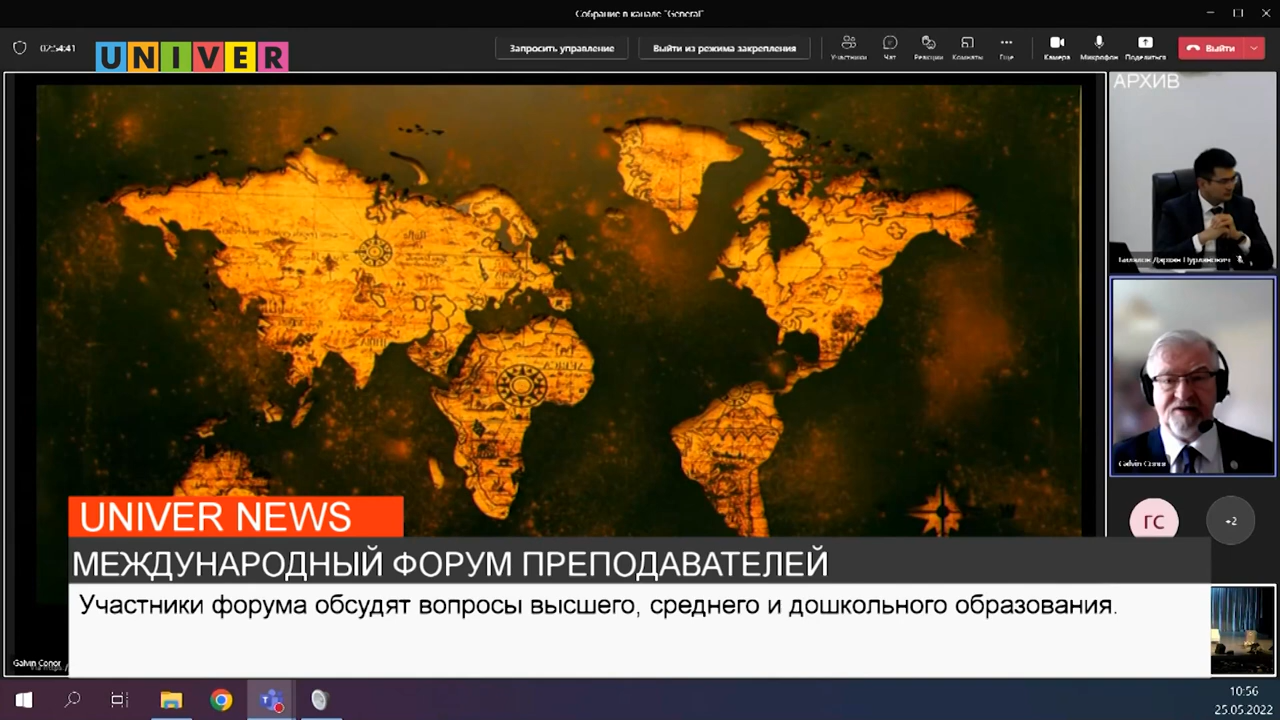 Собрание в канале "General"
02:54:41
UNIVER
Запросить управление
Выйти из режима закрепления
Участники
Чат
Реакции
Комнаты
Еще
Камера
Микрофон
Поделиться
Выйти
АРХИВ
Galvin Conor
ГС
+2
UNIVER NEWS
МЕЖДУНАРОДНЫЙ ФОРУМ ПРЕПОДАВАТЕЛЕЙ
Участники форума обсудят вопросы высшего, среднего и дошкольного образования.
Galvin Conor
10:56
25.05.2022